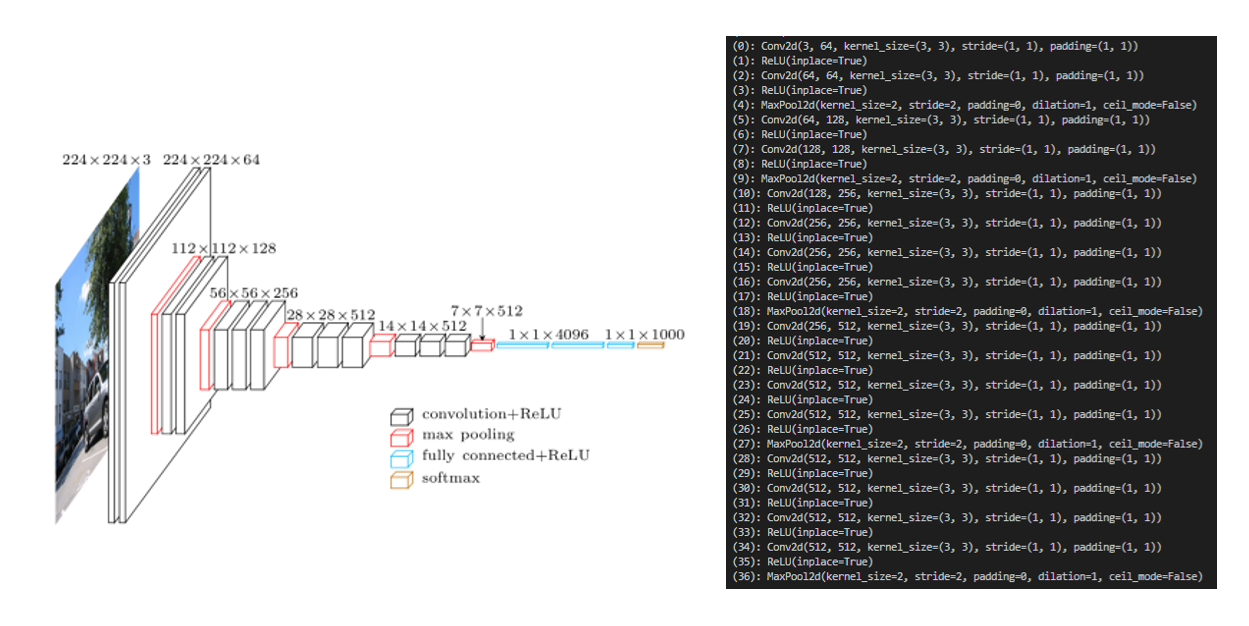 224×224×3 224×224×64
112×112×128
56×56×256
28×28×512
14×14×512
7×7×512
1×1×4096 1×1×1000
convolution+ReLU
max pooling
fully connected+ReLU
softmax
(0): Conv2d(3, 64, kernel_size=(3, 3), stride=(1, 1), padding=(1, 1))
(1): ReLU(inplace=True)
(2): Conv2d(64, 64, kernel_size=(3, 3), stride=(1, 1), padding=(1, 1))
(3): ReLU(inplace=True)
(4): MaxPool2d(kernel_size=2, stride=2, padding=0, dilation=1, ceil_mode=False)
(5): Conv2d(64, 128, kernel_size=(3, 3), stride=(1, 1), padding=(1, 1))
(6): ReLU(inplace=True)
(7): Conv2d(128, 128, kernel_size=(3, 3), stride=(1, 1), padding=(1, 1))
(8): ReLU(inplace=True)
(9): MaxPool2d(kernel_size=2, stride=2, padding=0, dilation=1, ceil_mode=False)
(10): Conv2d(128, 256, kernel_size=(3, 3), stride=(1, 1), padding=(1, 1))
(11): ReLU(inplace=True)
(12): Conv2d(256, 256, kernel_size=(3, 3), stride=(1, 1), padding=(1, 1))
(13): ReLU(inplace=True)
(14): Conv2d(256, 256, kernel_size=(3, 3), stride=(1, 1), padding=(1, 1))
(15): ReLU(inplace=True)
(16): Conv2d(256, 256, kernel_size=(3, 3), stride=(1, 1), padding=(1, 1))
(17): ReLU(inplace=True)
(18): MaxPool2d(kernel_size=2, stride=2, padding=0, dilation=1, ceil_mode=False)
(19): Conv2d(256, 512, kernel_size=(3, 3), stride=(1, 1), padding=(1, 1))
(20): ReLU(inplace=True)
(21): Conv2d(512, 512, kernel_size=(3, 3), stride=(1, 1), padding=(1, 1))
(22): ReLU(inplace=True)
(23): Conv2d(512, 512, kernel_size=(3, 3), stride=(1, 1), padding=(1, 1))
(24): ReLU(inplace=True)
(25): Conv2d(512, 512, kernel_size=(3, 3), stride=(1, 1), padding=(1, 1))
(26): ReLU(inplace=True)
(27): MaxPool2d(kernel_size=2, stride=2, padding=0, dilation=1, ceil_mode=False)
(28): Conv2d(512, 512, kernel_size=(3, 3), stride=(1, 1), padding=(1, 1))
(29): ReLU(inplace=True)
(30): Conv2d(512, 512, kernel_size=(3, 3), stride=(1, 1), padding=(1, 1))
(31): ReLU(inplace=True)
(32): Conv2d(512, 512, kernel_size=(3, 3), stride=(1, 1), padding=(1, 1))
(33): ReLU(inplace=True)
(34): Conv2d(512, 512, kernel_size=(3, 3), stride=(1, 1), padding=(1, 1))
(35): ReLU(inplace=True)
(36): MaxPool2d(kernel_size=2, stride=2, padding=0, dilation=1, ceil_mode=False)